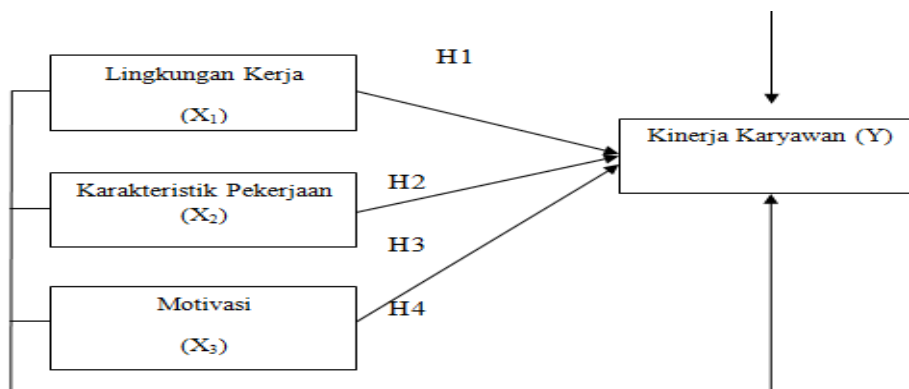 H1
Lingkungan Kerja
(X₁)
Kinerja Karyawan (Y)
H2
Karakteristik Pekerjaan
(X₂)
H3
Motivasi
H4
(X₃)